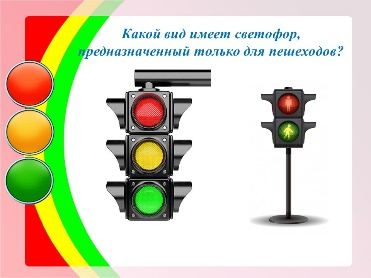 Какой вид имеет светофор,
предназначенный только для пешеходов?